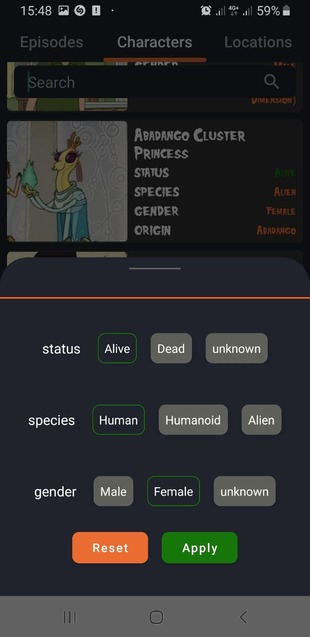 15:48
4G+
59%
Episodes Characters Locations
Gender
Search
Dimension)
Abadango Cluster
Princess
Status Alive
Species Alien
Gender Female
Origin Abadango
status Alive Dead unknown
species Human Humanoid Alien
gender Male Female unknown
Reset Apply